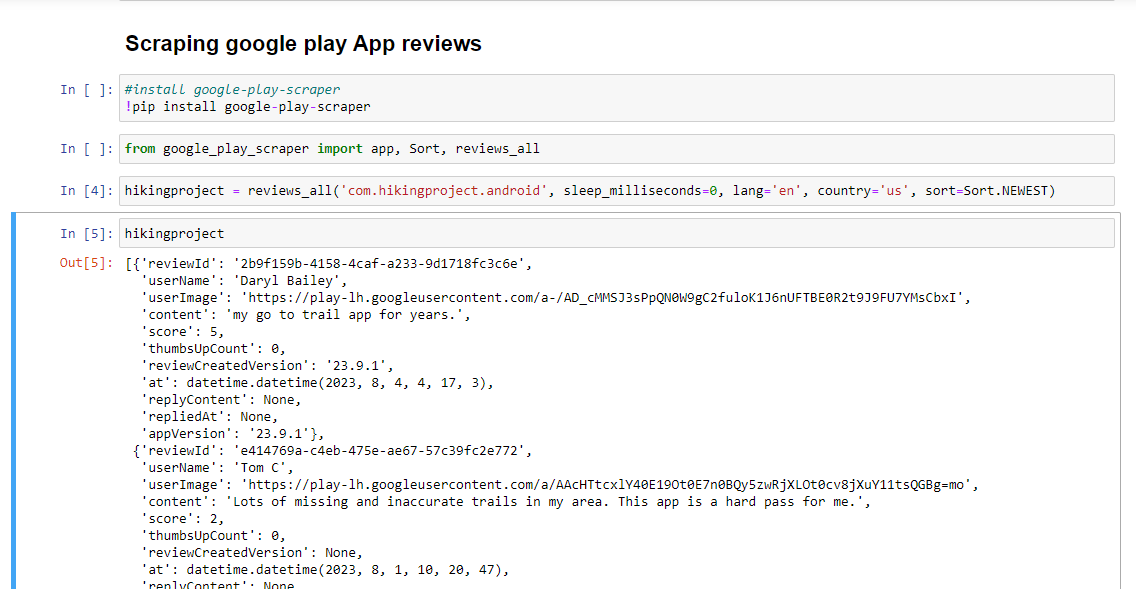 Scraping google play App reviews
In [ ]: #install google-play-scraper
!pip install google-play-scraper
In [ ]: from google_play_scraper import app, Sort, reviews_all
In [4]: hikingproject = reviews_all('com.hikingproject.android', sleep_milliseconds=0, lang='en', country='us', sort=Sort.NEWEST)
In [5]: hikingproject
Out[5]: [{'reviewId': '2b9f159b-4158-4caf-a233-9d1718fc3c6e',
'userName': 'Daryl Bailey',
'userImage': 'https://play-lh.googleusercontent.com/a-/AD_cMMSJ3sPpQN0W9gC2fuloK1J6nUFTBE0R2t9J9FU7YMsCbxI',
'content': 'my go to trail app for years.',
'score': 5,
'thumbsUpCount': 0,
'reviewCreatedVersion': '23.9.1',
'at': datetime.datetime(2023, 8, 4, 4, 17, 3),
'replyContent': None,
'repliedAt': None,
'appVersion': '23.9.1'},
{'reviewId': 'e414769a-c4eb-475e-ae67-57c39fc2e772',
'userName': 'Tom C',
'userImage': 'https://play-lh.googleusercontent.com/a/AAcHTtcxlY40E19Ot0E7n0BQy5zwRjXLOt0cv8jXuY11tsQGBg=mo',
'content': 'Lots of missing and inaccurate trails in my area. This app is a hard pass for me.',
'score': 2,
'thumbsUpCount': 0,
'reviewCreatedVersion': None,
'at': datetime.datetime(2023, 8, 1, 10, 20, 47),
'replyContent': None